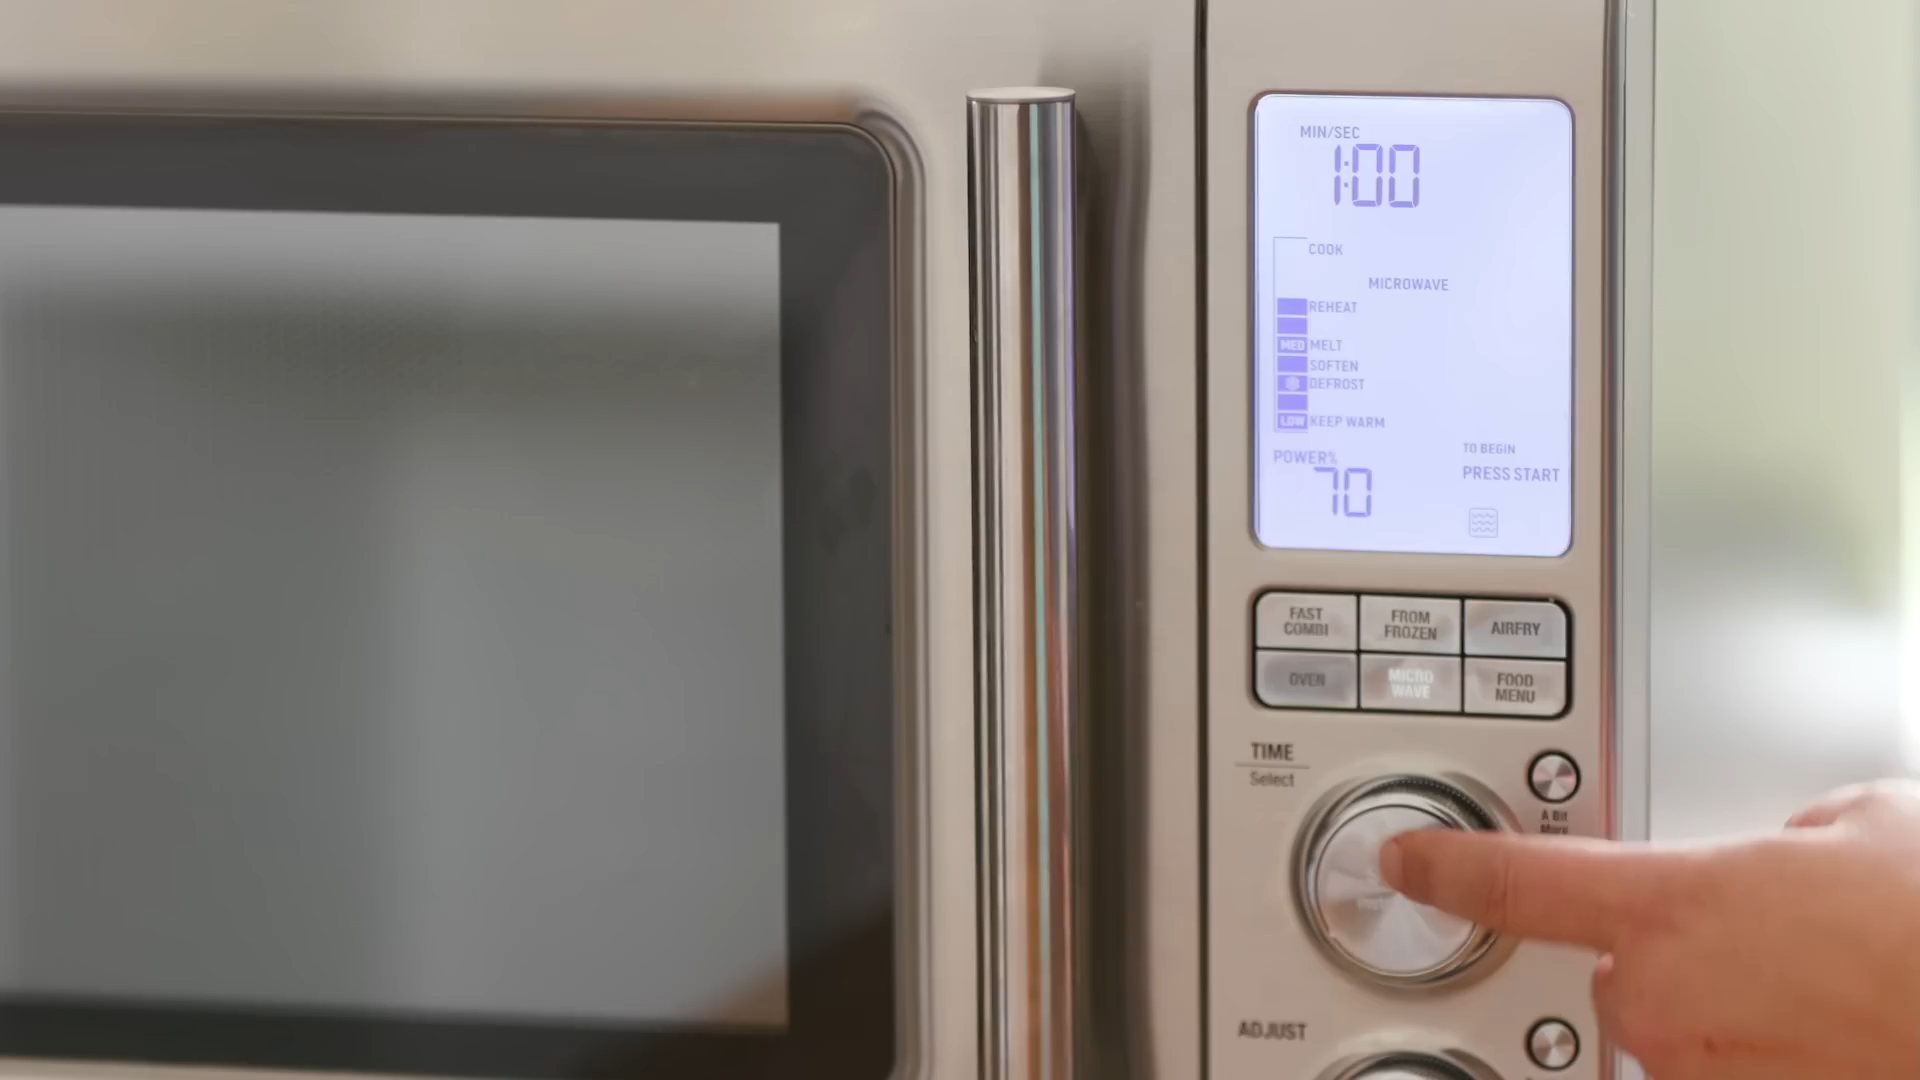 MIN/SEC
1:00
COOK
MICROWAVE
REHEAT
MED MELT
SOFTEN
DEFROST
LOW KEEP WARM
POWER%
70
TO BEGIN
PRESS START
FAST
COMBI
FROM
FROZEN
AIRFRY
OVEN
MICRO
WAVE
FOOD
MENU
TIME
Select
A Bit
More
ADJUST